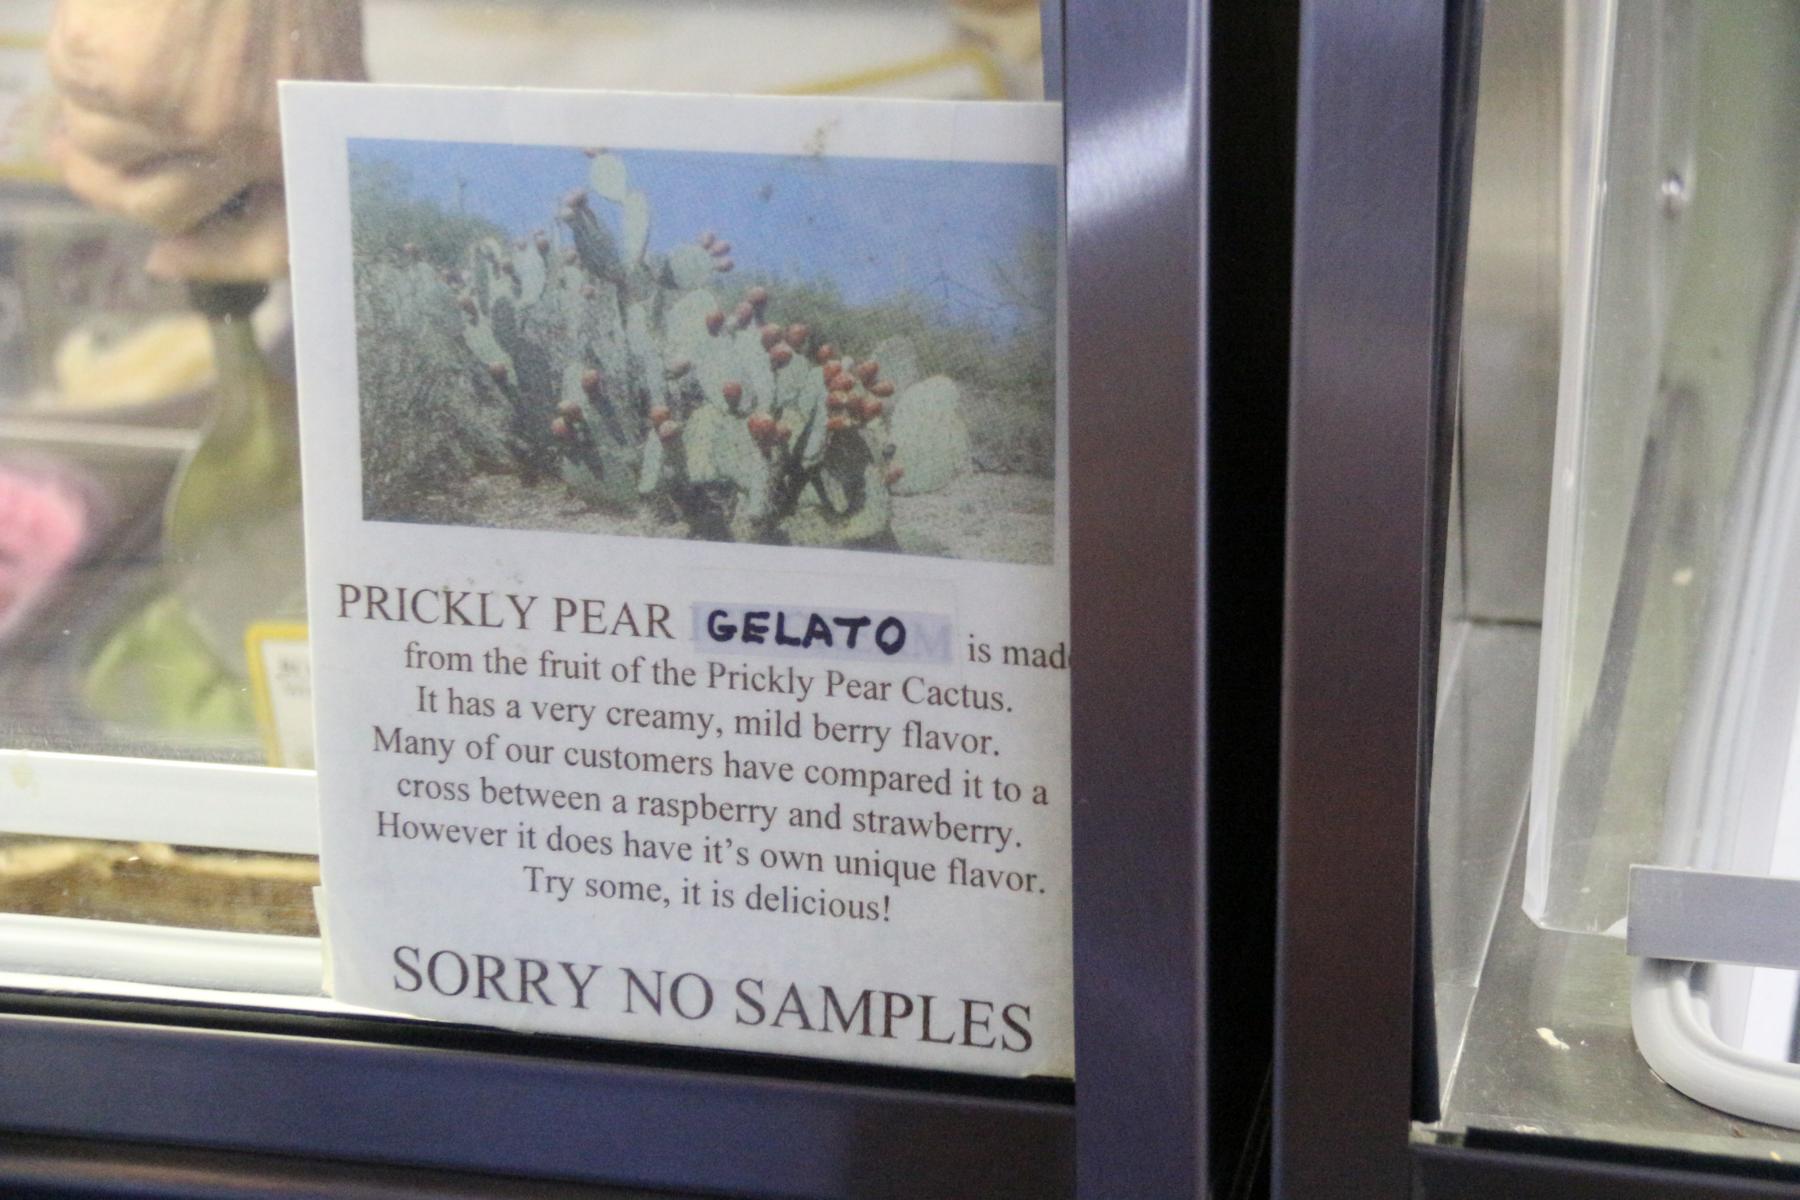 PRICKLY PEAR GELATO is made
from the fruit of the Prickly Pear Cactus.
It has a very creamy, mild berry flavor.
Many of our customers have compared it to a
cross between a raspberry and strawberry.
However it does have it's own unique flavor.
Try some, it is delicious!
SORRY NO SAMPLES